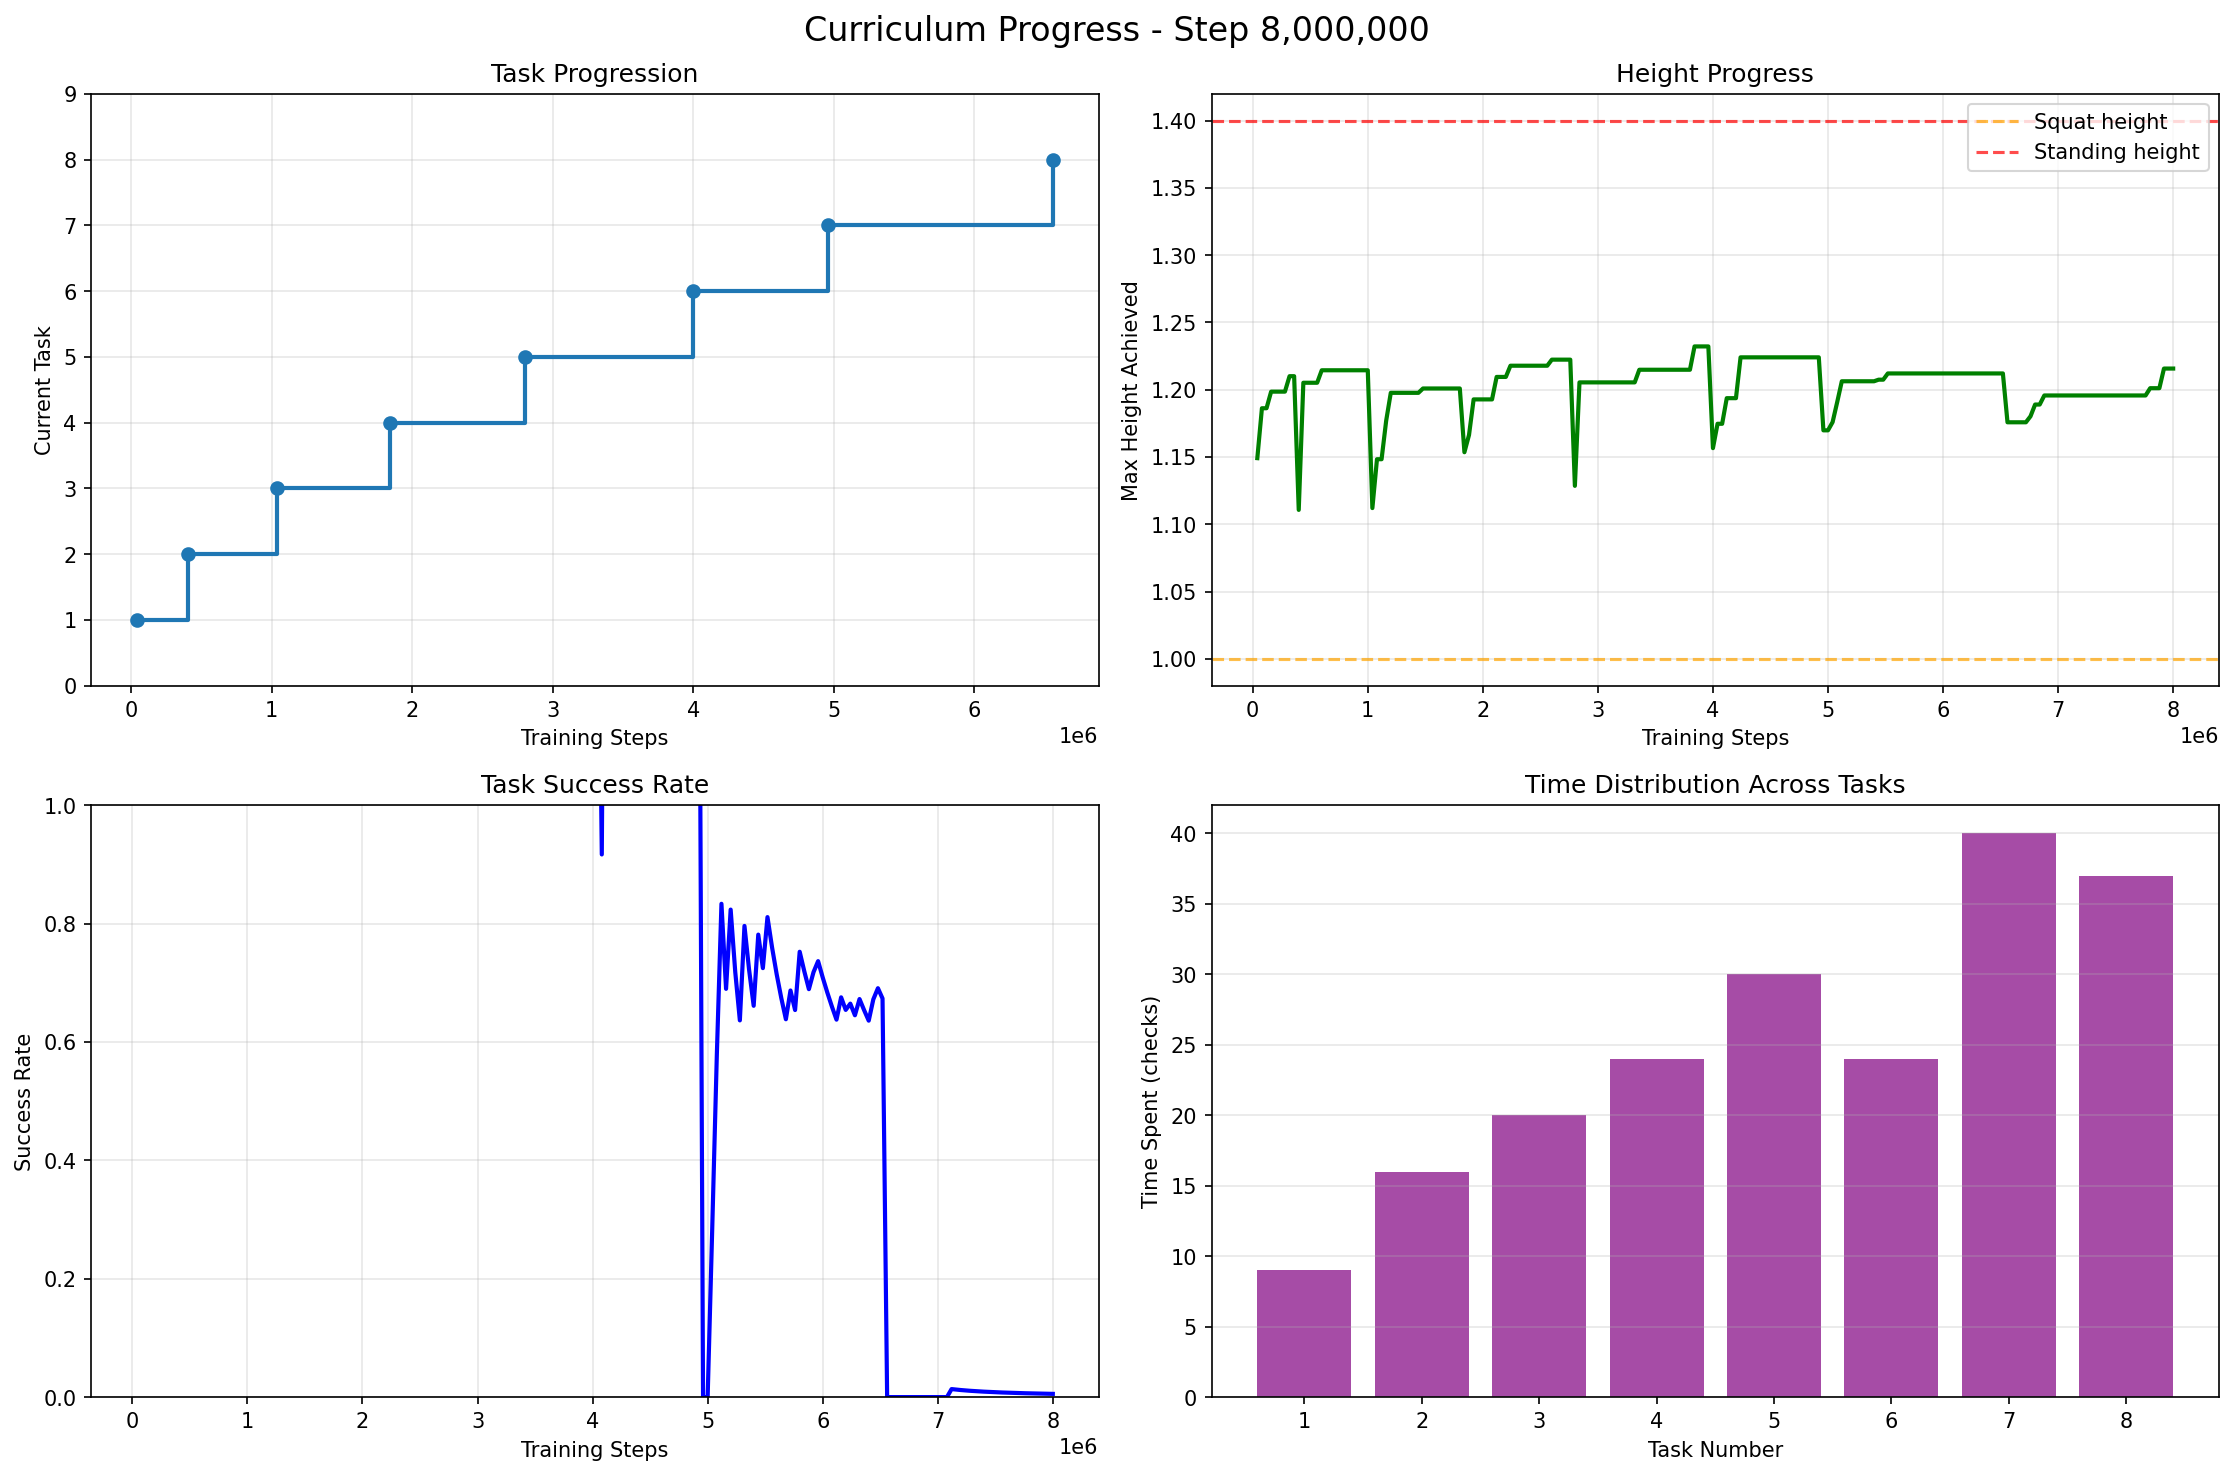 Curriculum Progress - Step 8,000,000
Task Progression
Current Task
9
8
7
6
5
4
3
2
1
0
0 1 2 3 4 5 6
1e6
Training Steps
Height Progress
Max Height Achieved
1.40
1.35
1.30
1.25
1.20
1.15
1.10
1.05
1.00
Squat height
Standing height
0 1 2 3 4 5 6 7 8
1e6
Training Steps
Task Success Rate
Success Rate
1.0
0.8
0.6
0.4
0.2
0.0
0 1 2 3 4 5 6 7 8
1e6
Training Steps
Time Distribution Across Tasks
Time Spent (checks)
40
35
30
25
20
15
10
5
0
1 2 3 4 5 6 7 8
Task Number